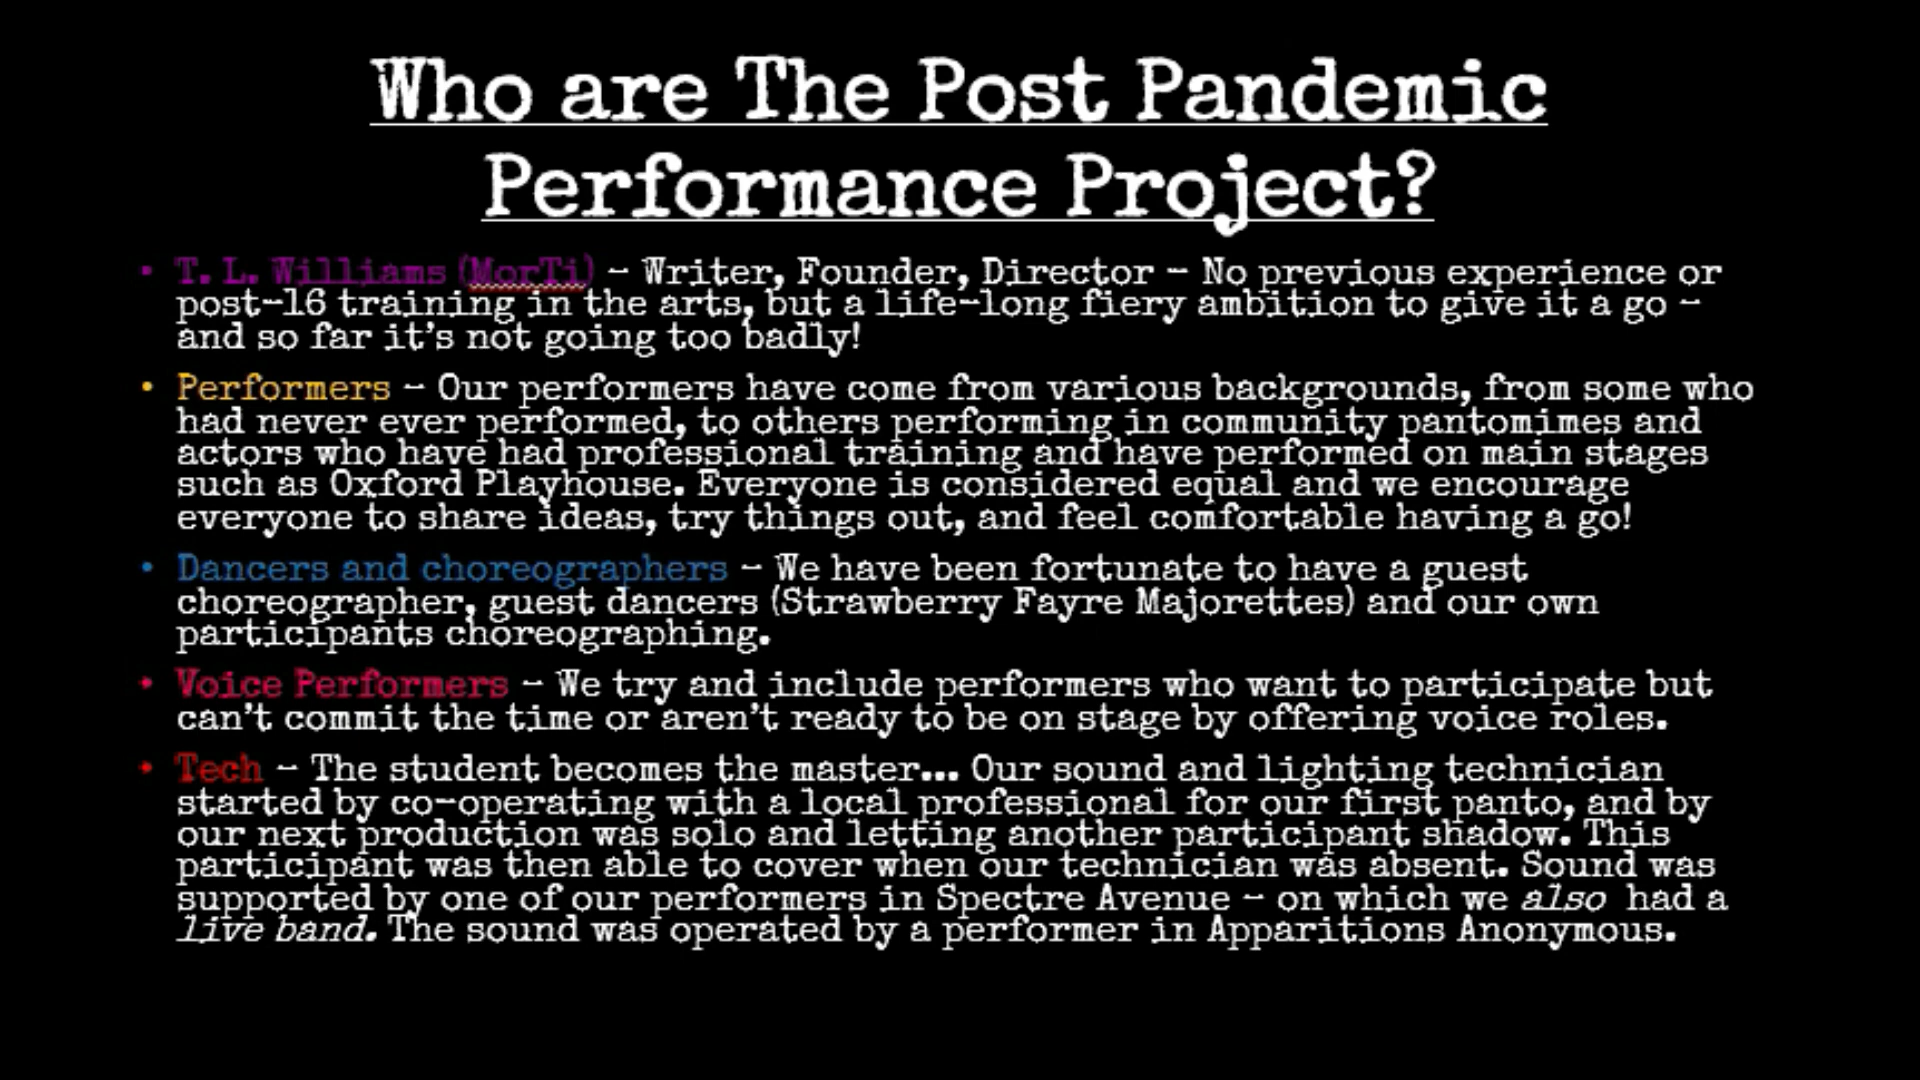 Who are The Post Pandemic
Performance Project?
• T. L. Williams (MorTi) – Writer, Founder, Director – No previous experience or
post-16 training in the arts, but a life-long fiery ambition to give it a go –
and so far it's not going too badly!
• Performers – Our performers have come from various backgrounds, from some who
had never ever performed, to others performing in community pantomimes and
actors who have had professional training and have performed on main stages
such as Oxford Playhouse. Everyone is considered equal and we encourage
everyone to share ideas, try things out, and feel comfortable having a go!
• Dancers and choreographers – We have been fortunate to have a guest
choreographer, guest dancers (Strawberry Fayre Majorettes) and our own
participants choreographing.
• Voice Performers – We try and include performers who want to participate but
can't commit the time or aren't ready to be on stage by offering voice roles.
• Tech – The student becomes the master... Our sound and lighting technician
started by co-operating with a local professional for our first panto, and by
our next production was solo and letting another participant shadow. This
participant was then able to cover when our technician was absent. Sound was
supported by one of our performers in Spectre Avenue – on which we also had a
live band. The sound was operated by a performer in Apparitions Anonymous.